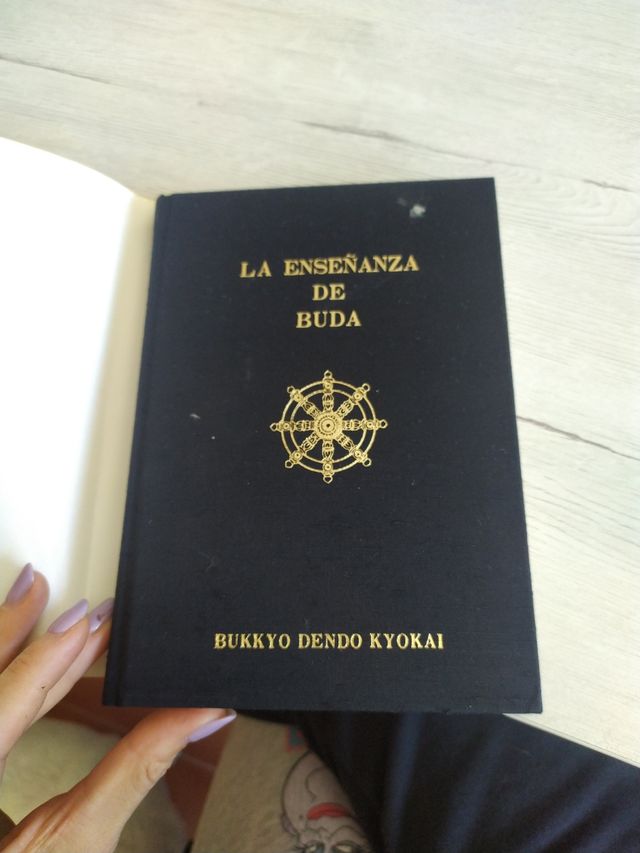 LA ENSEÑANZA
DE
BUDA
BUKKYO DENDO KYOKAI